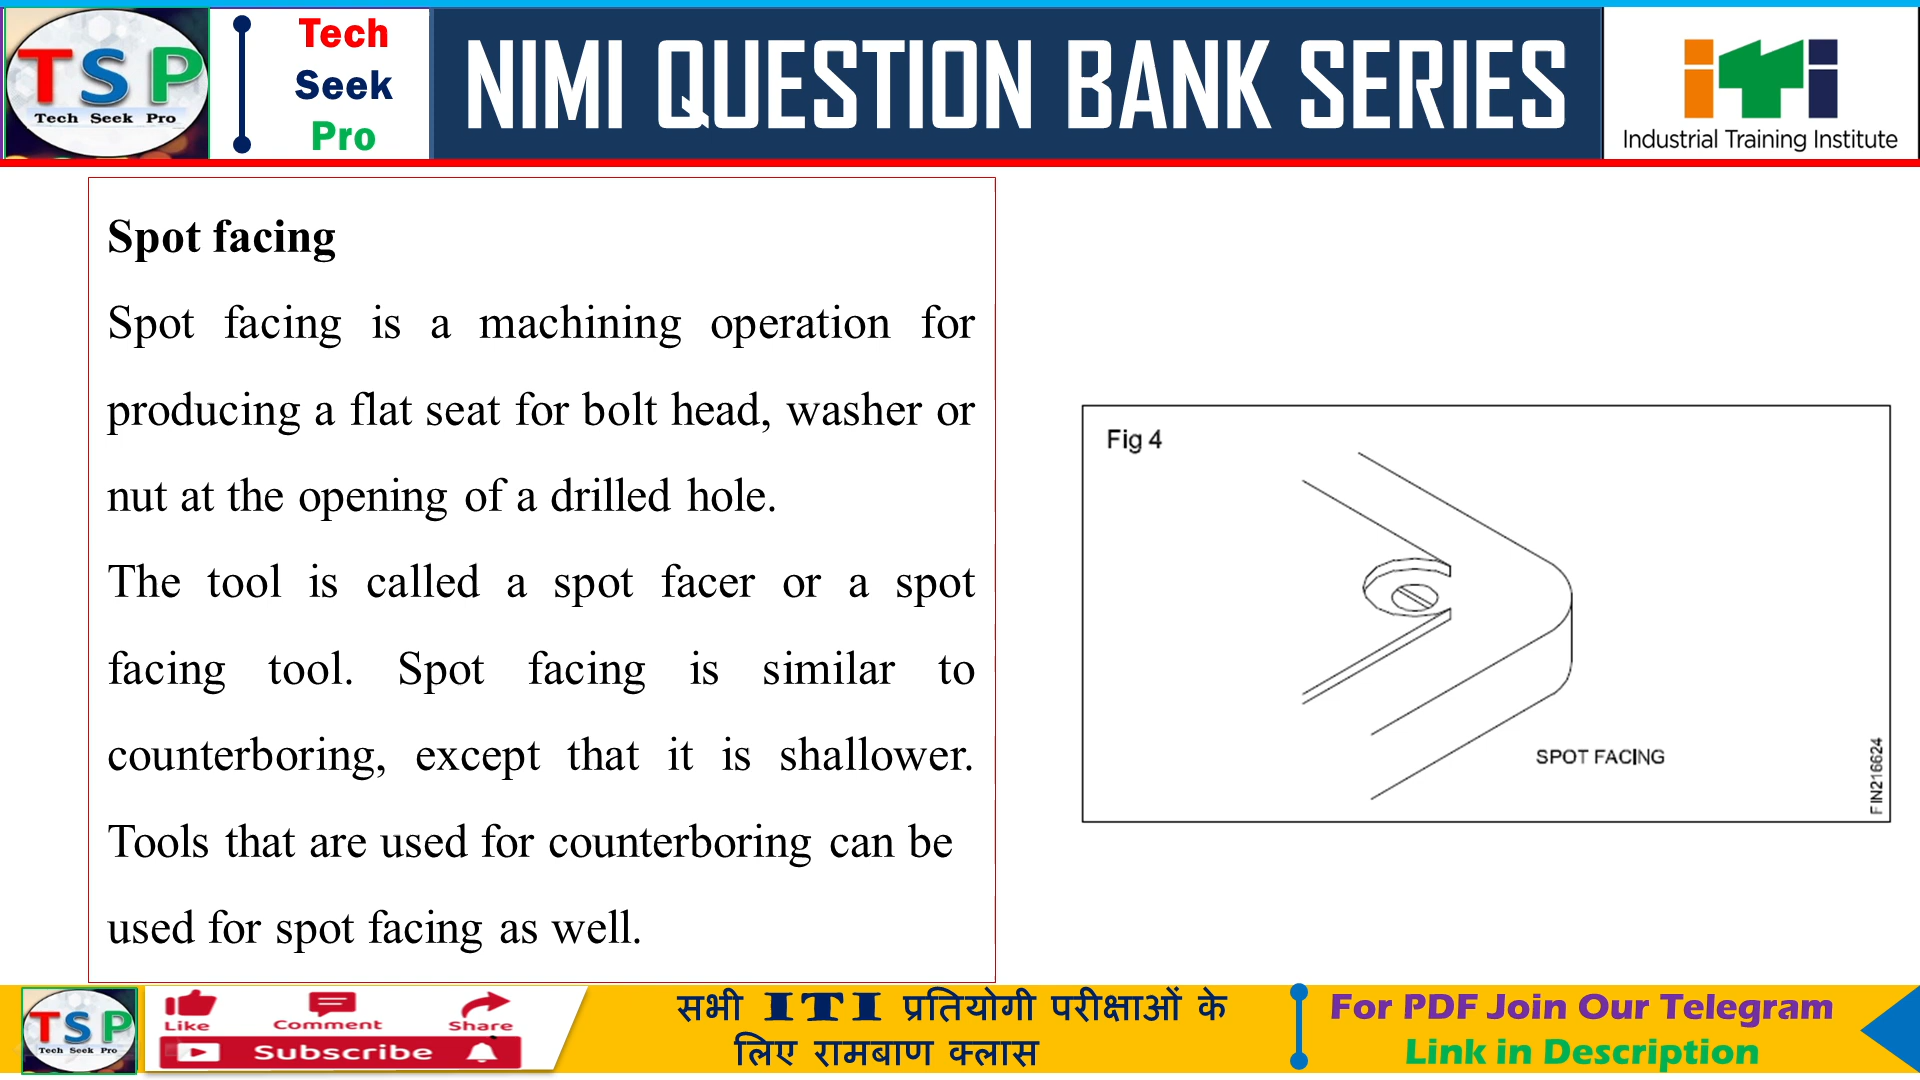 TSP
Tech Seek Pro
Tech
Seek
Pro
NIMI QUESTION BANK SERIES
iTi
Industrial Training Institute
Spot facing
Spot facing is a machining operation for
producing a flat seat for bolt head, washer or
nut at the opening of a drilled hole.
The tool is called a spot facer or a spot
facing tool. Spot facing is similar to
counterboring, except that it is shallower.
Tools that are used for counterboring can be
used for spot facing as well.
Fig 4
SPOT FACING
FIN216624
TSP
Tech Seek Pro
Like
Comment
Share
Subscribe
सभी ITI प्रतियोगी परीक्षाओं के
लिए रामबाण क्लास
For PDF Join Our Telegram
Link in Description